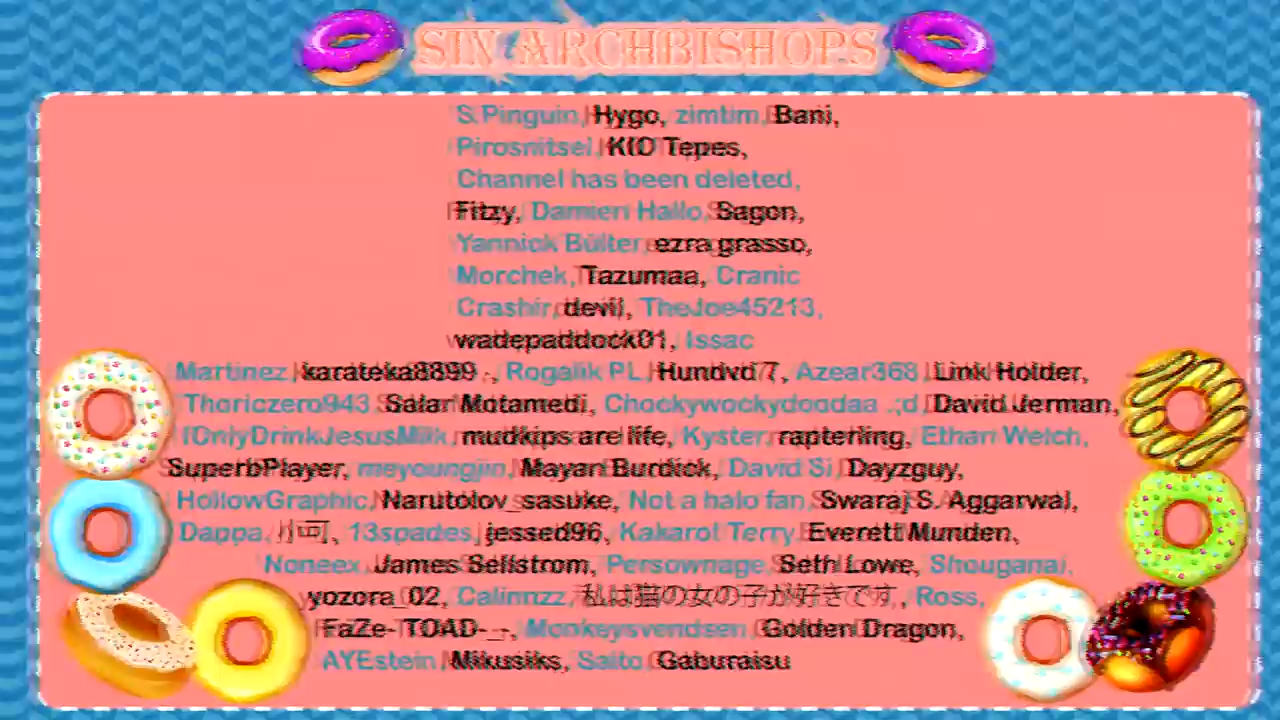 SIN ARCHBISHOPS
S.Pinguin, Hygo, zimtim, Bani,
Pirosnitsel, KIO Tepes,
Channel has been deleted,
Fitzy, Damien Hallo, Sagon,
Yannick Bülter, ezra grasso,
Morchek, Tazumaa, Cranic
Crashir, devil, TheJoe45213,
wadepaddock01, Issac
Martinez, karateka8899 -, Rogalik PL, Hundvd7, Azear368, Link Holder,
Thoriczero943, Salar Motamedi, Chockywockydoodaa .;d, David Jerman,
IOnlyDrinkJesusMilk, mudkips are life, Kyster, rapterling, Ethan Welch,
SuperbPlayer, meyoungjin, Mayan Burdick, David Si, Dayzguy,
HollowGraphic, Narutolov_sasuke, Not a halo fan, Swaraj S. Aggarwal,
Dappa, 小可, 13spades, jessed96, Kakarot Terry, Everett Munden,
Noneex, James Sellstrom, Personage, Seth Lowe, Shouganai,
yozora_02, Calimzz, 私は猫の女の子が好きです, Ross,
FaZe- TOAD-_-, Monkeysvendsen, Golden Dragon,
AYEstein, Mikusiks, Saito, Gaburaisu